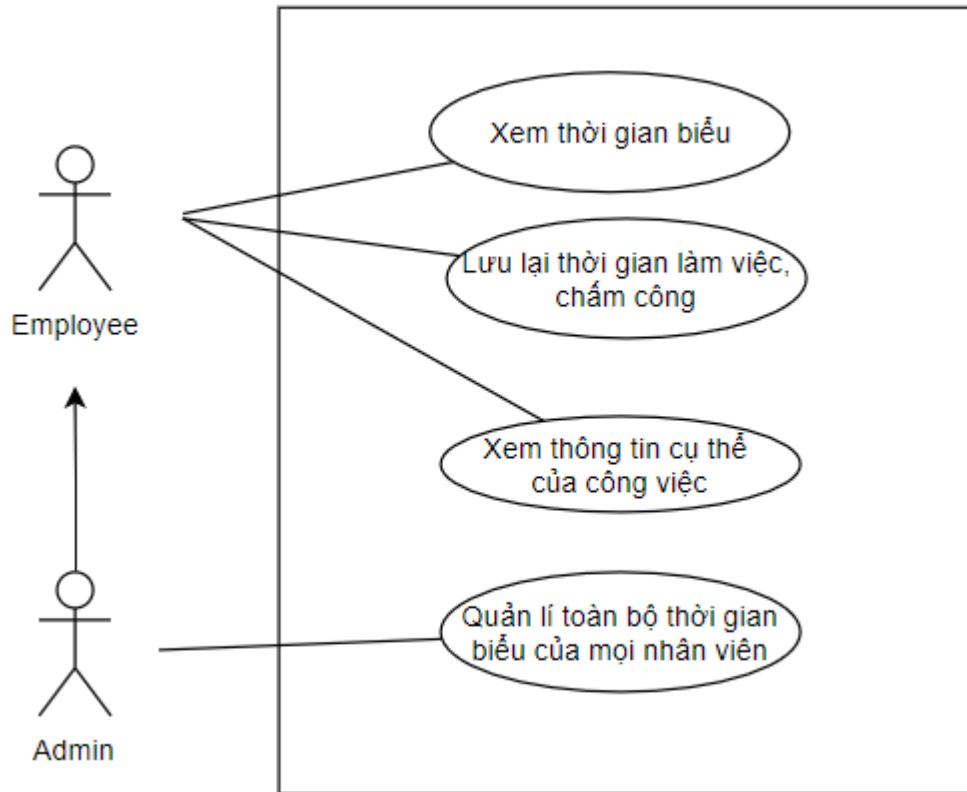 Xem thời gian biểu
Lưu lại thời gian làm việc,
chấm công
Employee
Xem thông tin cụ thể
của công việc
Quản lí toàn bộ thời gian
biểu của mọi nhân viên
Admin